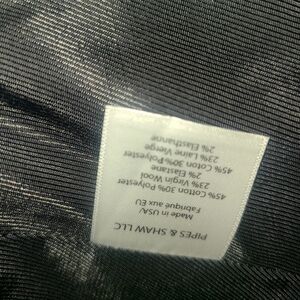 PIPES & SHAW LLC
Made in USA/
Fabriqué aux EU
45% Cotton 30% Polyester
23% Virgin Wool
2% Elastane
45% Coton 30% Polyester
23% Laine Vierge
2% Elasthanne